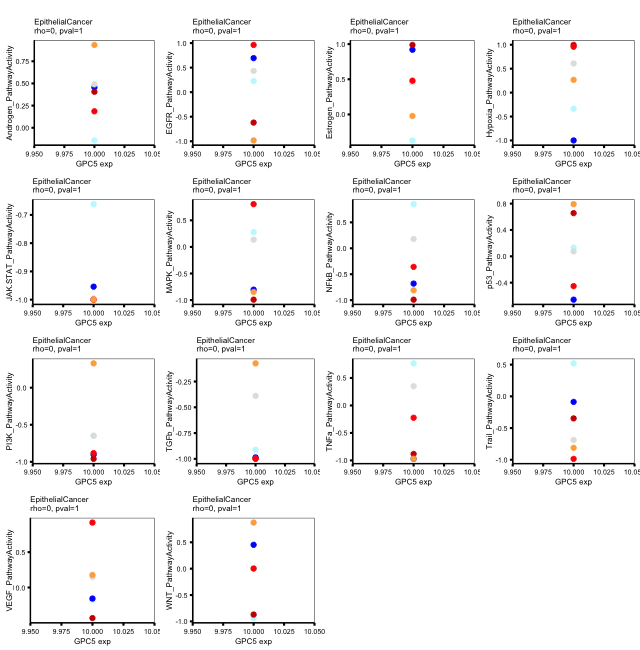 EpithelialCancer
rho=0, pval=1
Androgen_PathwayActivity
0.75
0.50
0.25
0.00
9.950 9.975 10.000 10.025 10.05
GPC5 exp
EpithelialCancer
rho=0, pval=1
EGFR_PathwayActivity
1.0
0.5
0.0
-0.5
-1.0
9.950 9.975 10.000 10.025 10.05
GPC5 exp
EpithelialCancer
rho=0, pval=1
Estrogen_PathwayActivity
1.0
0.5
0.0
9.950 9.975 10.000 10.025 10.05
GPC5 exp
EpithelialCancer
rho=0, pval=1
Hypoxia_PathwayActivity
1.0
0.5
0.0
-0.5
-1.0
9.950 9.975 10.000 10.025 10.05
GPC5 exp
EpithelialCancer
rho=0, pval=1
JAK.STAT_PathwayActivity
-0.7
-0.8
-0.9
-1.0
9.950 9.975 10.000 10.025 10.05
GPC5 exp
EpithelialCancer
rho=0, pval=1
MAPK_PathwayActivity
0.5
0.0
-0.5
-1.0
9.950 9.975 10.000 10.025 10.05
GPC5 exp
EpithelialCancer
rho=0, pval=1
NFkB_PathwayActivity
0.5
0.0
-0.5
-1.0
9.950 9.975 10.000 10.025 10.05
GPC5 exp
EpithelialCancer
rho=0, pval=1
p53_PathwayActivity
0.8
0.4
0.0
-0.4
9.950 9.975 10.000 10.025 10.05
GPC5 exp
EpithelialCancer
rho=0, pval=1
PI3K_PathwayActivity
0.0
-0.5
-1.0
9.950 9.975 10.000 10.025 10.05
GPC5 exp
EpithelialCancer
rho=0, pval=1
TGFb_PathwayActivity
-0.25
-0.50
-0.75
-1.00
9.950 9.975 10.000 10.025 10.05
GPC5 exp
EpithelialCancer
rho=0, pval=1
TNFa_PathwayActivity
0.5
0.0
-0.5
-1.0
9.950 9.975 10.000 10.025 10.05
GPC5 exp
EpithelialCancer
rho=0, pval=1
Trail_PathwayActivity
0.5
0.0
-0.5
-1.0
9.950 9.975 10.000 10.025 10.05
GPC5 exp
EpithelialCancer
rho=0, pval=1
VEGF_PathwayActivity
0.5
0.0
9.950 9.975 10.000 10.025 10.05
GPC5 exp
EpithelialCancer
rho=0, pval=1
WNT_PathwayActivity
0.5
0.0
-0.5
-1.0
9.950 9.975 10.000 10.025 10.050
GPC5 exp